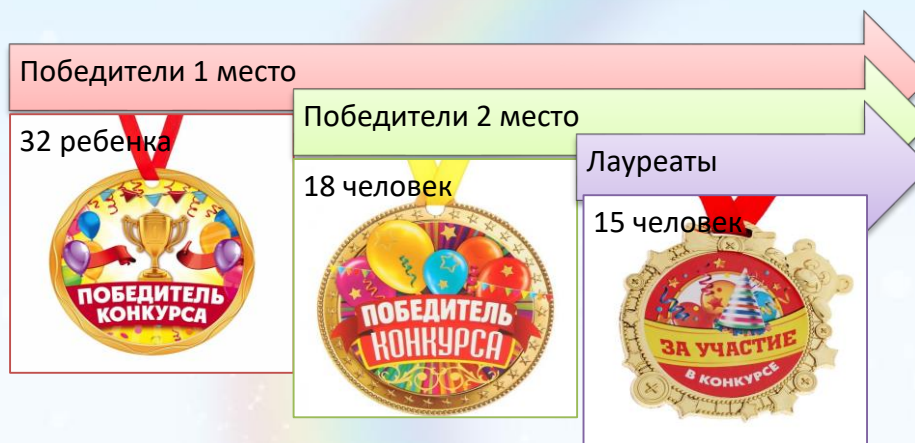 Победители 1 место
32 ребенка
ПОБЕДИТЕЛЬ
КОНКУРСА
Победители 2 место
18 человек
ПОБЕДИТЕЛЬ
КОНКУРСА
Лауреаты
15 человек
ЗА УЧАСТИЕ
В КОНКУРСЕ